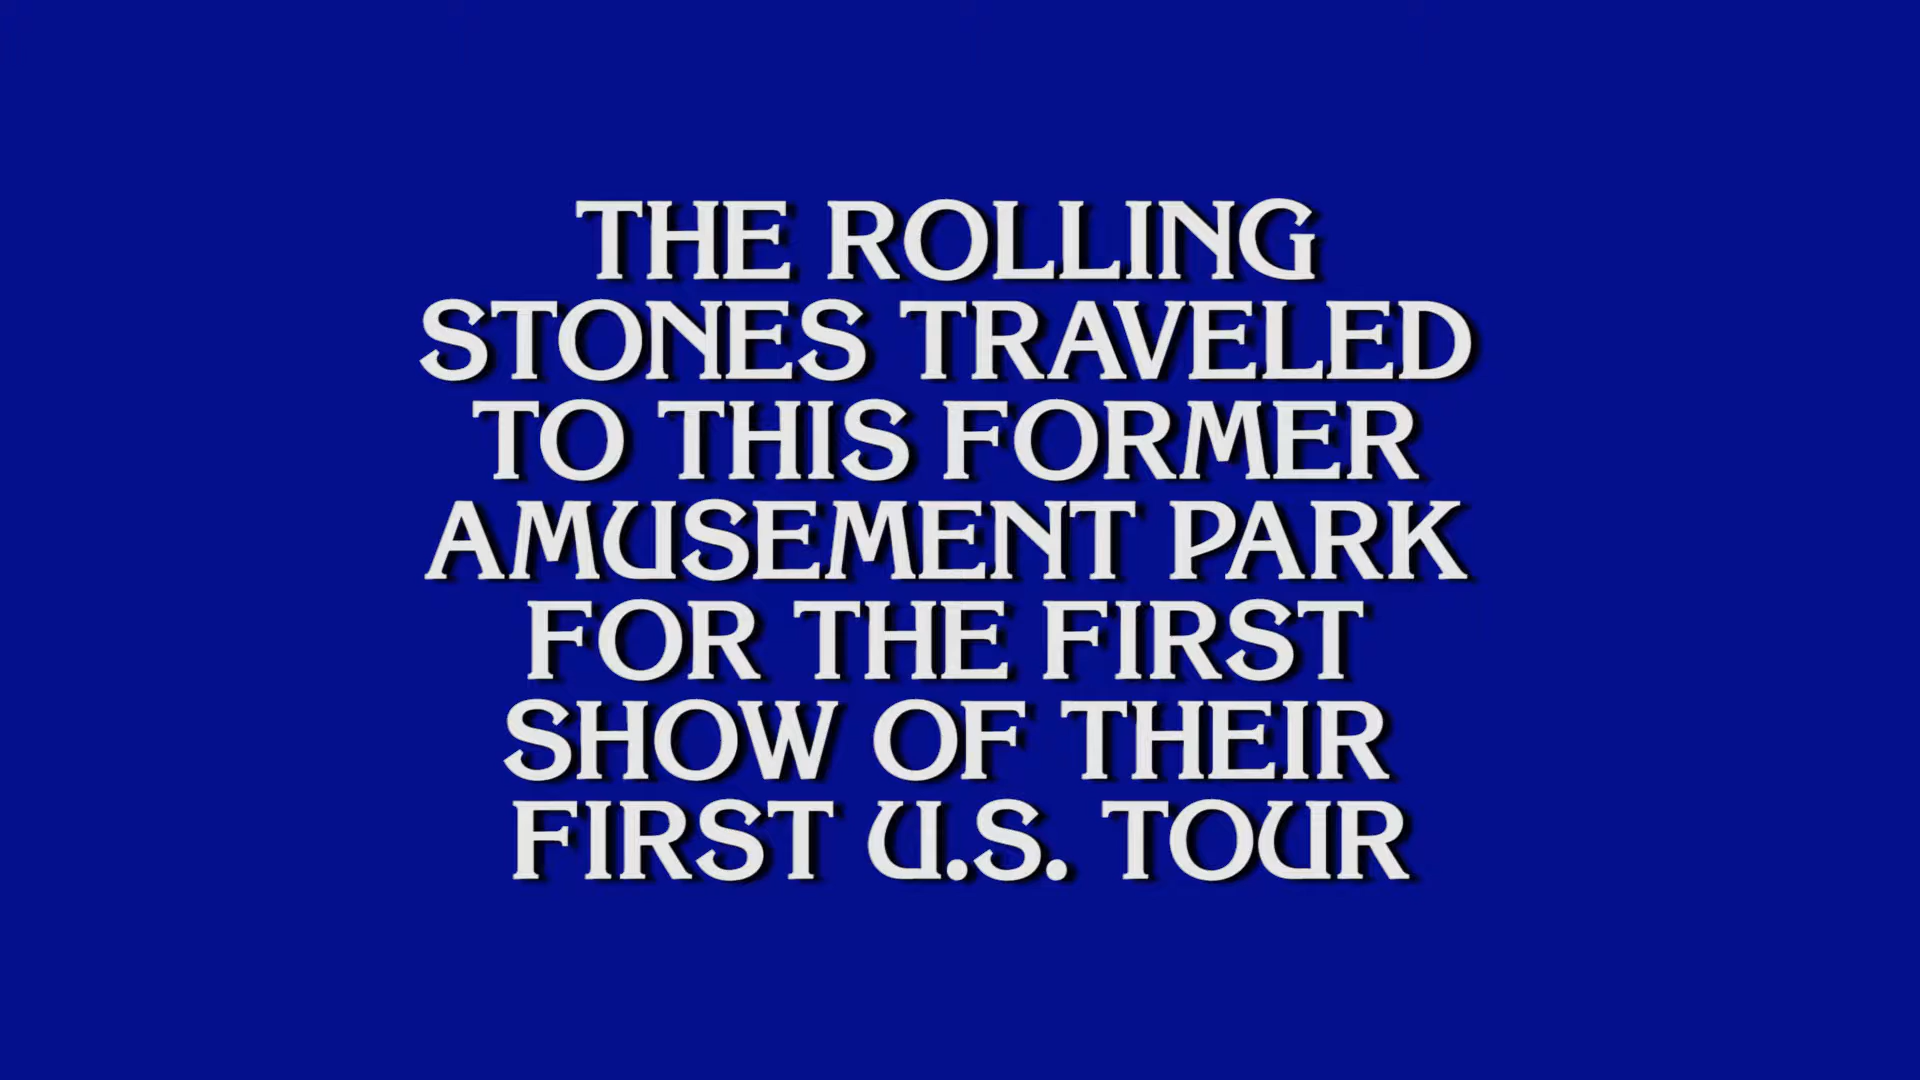 THE ROLLING
STONES TRAVELED
TO THIS FORMER
AMUSEMENT PARK
FOR THE FIRST
SHOW OF THEIR
FIRST U.S. TOUR